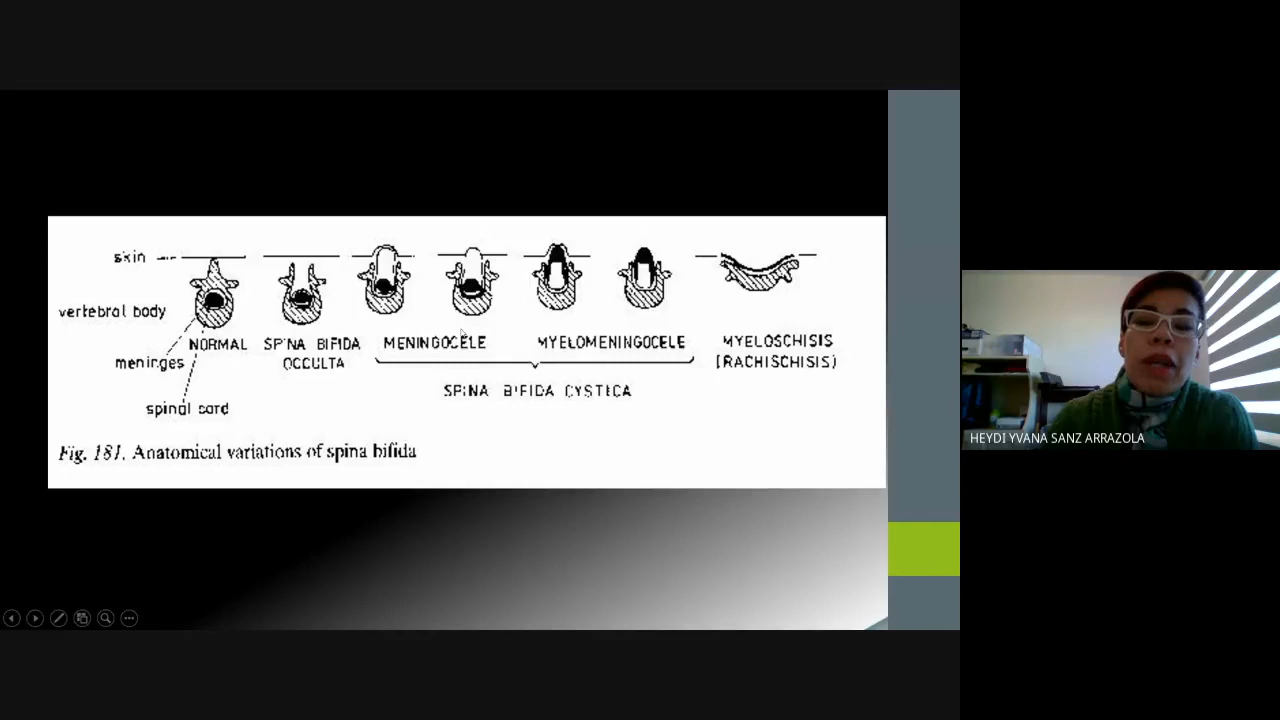 skin
vertebral body
meninges
spinal cord
NORMAL
SPINA BIFIDA
OCCULTA
MENINGOCELE
MYELOMENINGOCELE
MYELOSCHISIS
(RACHISCHISIS)
SPINA BIFIDA CYSTICA
Fig. 181. Anatomical variations of spina bifida
HEYDI YVANA SANZ ARRAZOLA